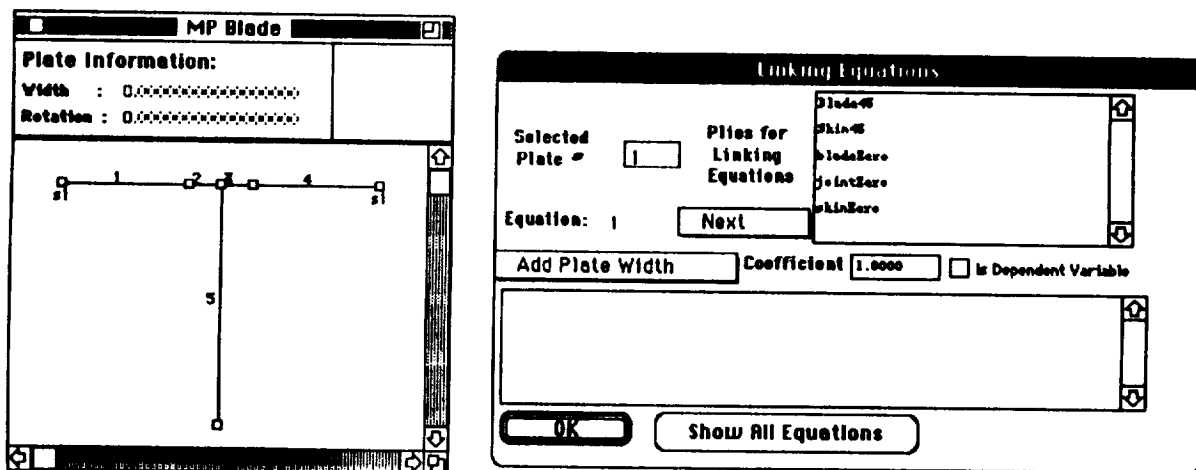 MP Blade
Plate Information:
Width : 0.
Rotation : 0.
1 2 3 4
s1 s1
5
Linking Equations
Selected
Plate #
1
Plies for
Linking
Equations
Blade45
Skin45
bladeZero
jointZero
skinZero
Equation: 1
Next
Add Plate Width
Coefficient 1.0000
Is Dependent Variable
OK
Show All Equations